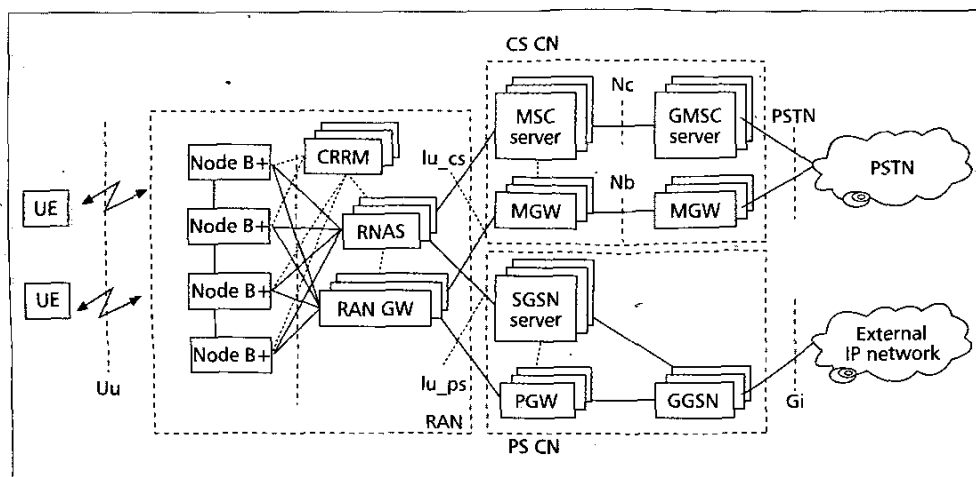 CS CN
MSC
server
Nc
GMSC
server
PSTN
PSTN
Iu_cs
CRRM
Node B+
UE
Node B+
RNAS
MGW
Nb
MGW
Node B+
UE
RAN GW
SGSN
server
Node B+
External
IP network
Uu
Iu_ps
PGW
GGSN
Gi
RAN
PS CN